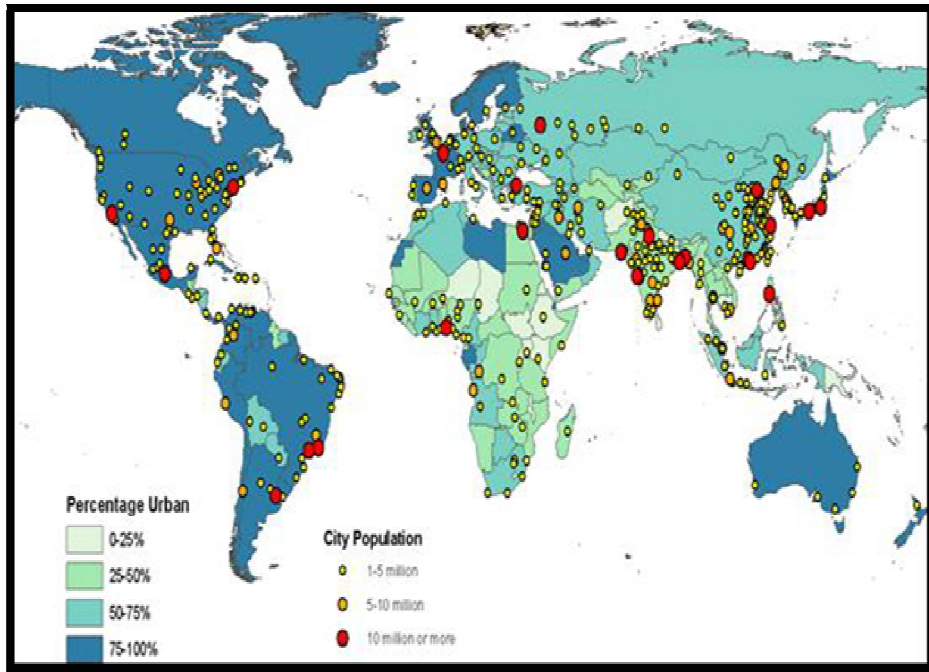 Percentage Urban
0-25%
25-50%
50-75%
75-100%
City Population
1-5 million
5-10 million
10 million or more